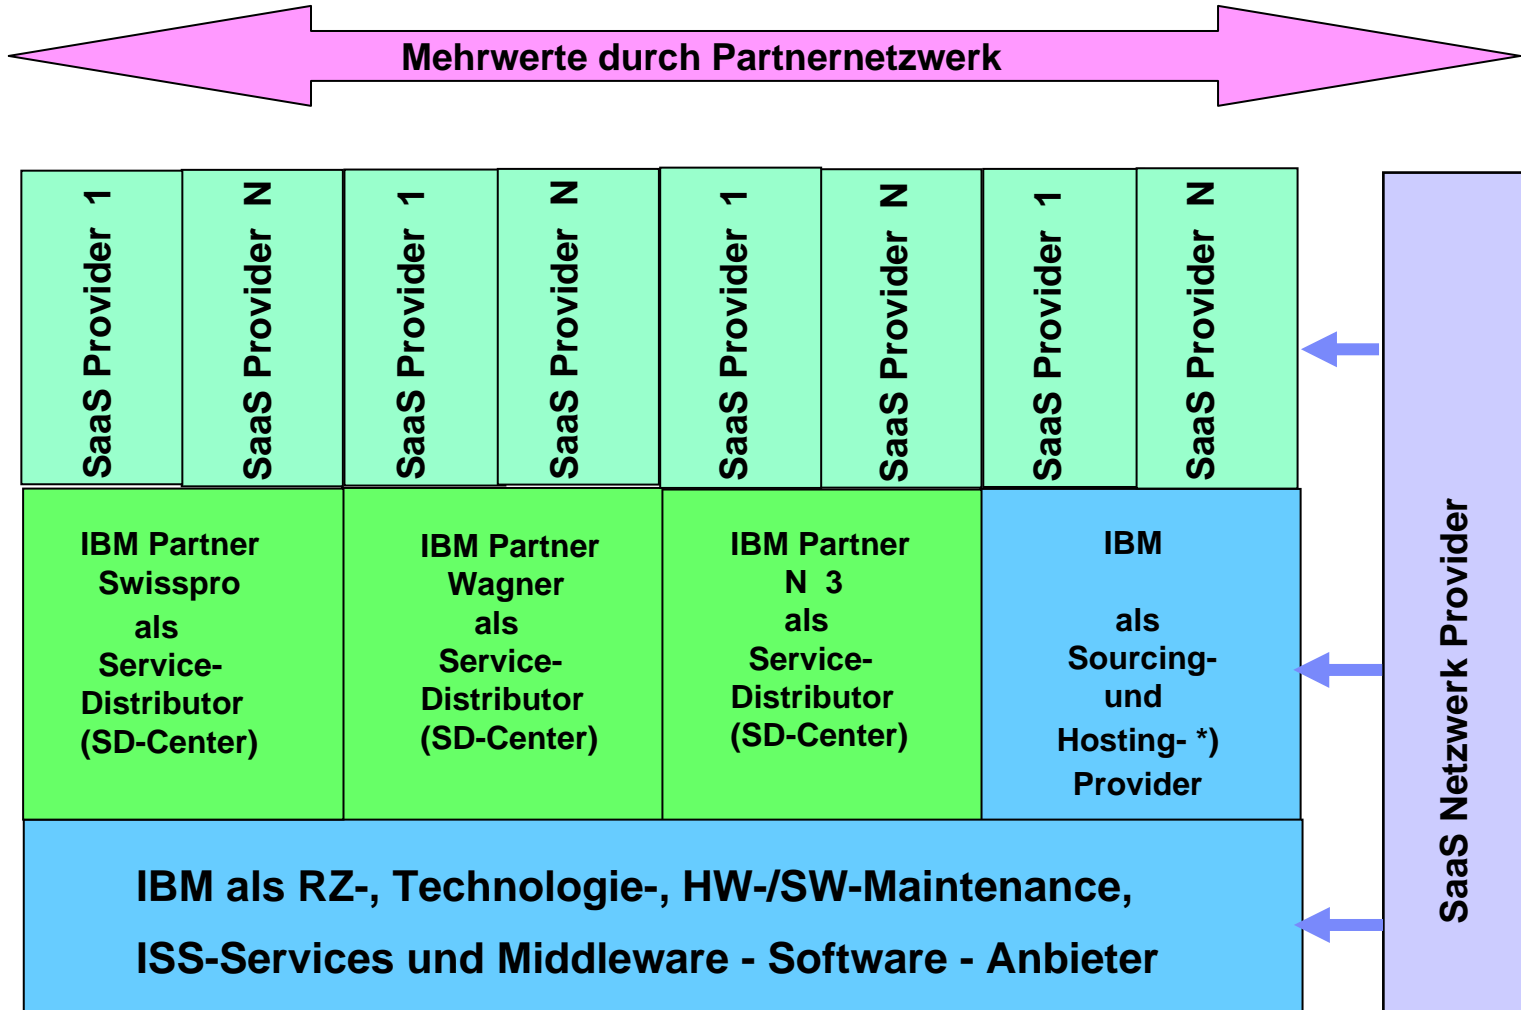 Mehrwerte durch Partnernetzwerk
SaaS Provider 1
SaaS Provider N
SaaS Provider 1
SaaS Provider N
SaaS Provider 1
SaaS Provider N
SaaS Provider 1
SaaS Provider N
IBM Partner
Swisspro
als
Service-
Distributor
(SD-Center)
IBM Partner
Wagner
als
Service-
Distributor
(SD-Center)
IBM Partner
N 3
als
Service-
Distributor
(SD-Center)
IBM
als
Sourcing-
und
Hosting- *)
Provider
IBM als RZ-, Technologie-, HW-/SW-Maintenance,
ISS-Services und Middleware - Software - Anbieter
SaaS Netzwerk Provider